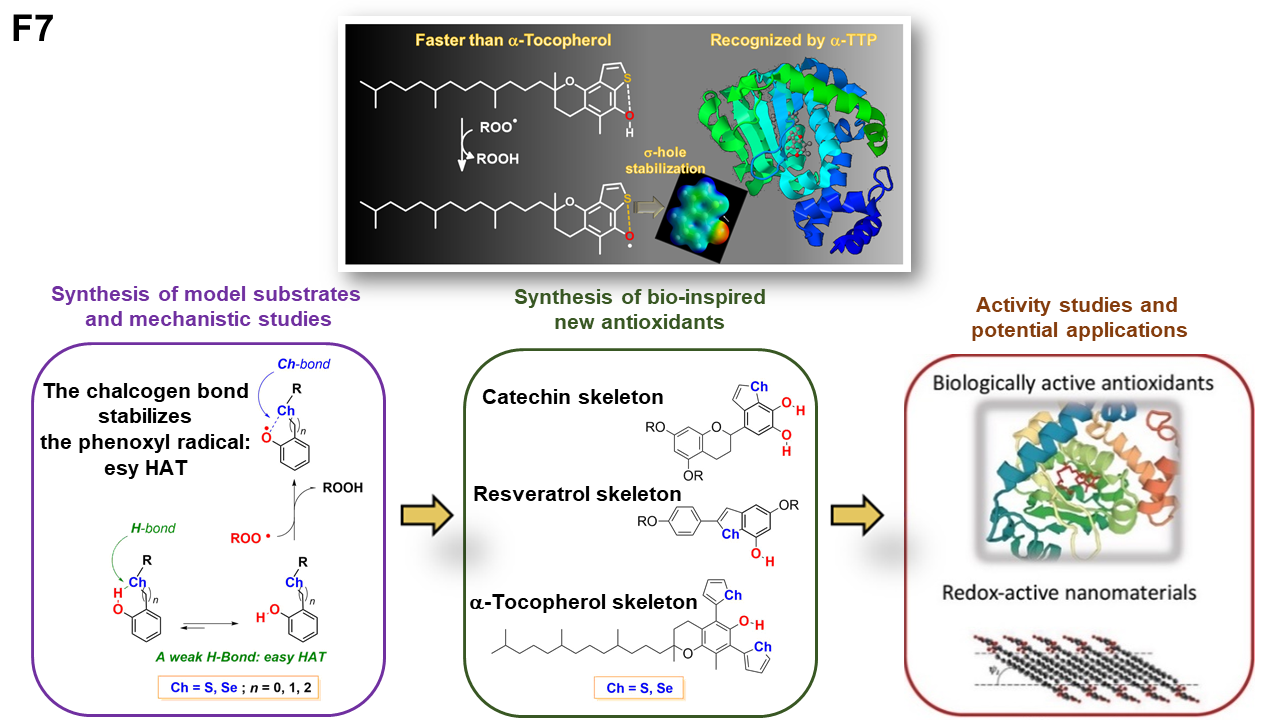 F7
Faster than α-Tocopherol
Recognized by α-TTP
O
S
O
H
ROO•
ROOH
σ-hole
stabilization
O
S
O
•
Synthesis of model substrates
and mechanistic studies
Ch-bond
The chalcogen bond
stabilizes
the phenoxyl radical:
esy HAT
R
Ch
n
O
ROOH
ROO •
H-bond
R
Ch
H
n
O
R
Ch
n
H
O
A weak H-Bond: easy HAT
Ch = S, Se ; n = 0, 1, 2
Synthesis of bio-inspired
new antioxidants
Catechin skeleton
Ch
O
H
RO
O
O
H
OR
Resveratrol skeleton
OR
RO
Ch
O
H
α-Tocopherol skeleton
Ch
O
H
Ch
O
Ch = S, Se
Activity studies and
potential applications
Biologically active antioxidants
Redox-active nanomaterials